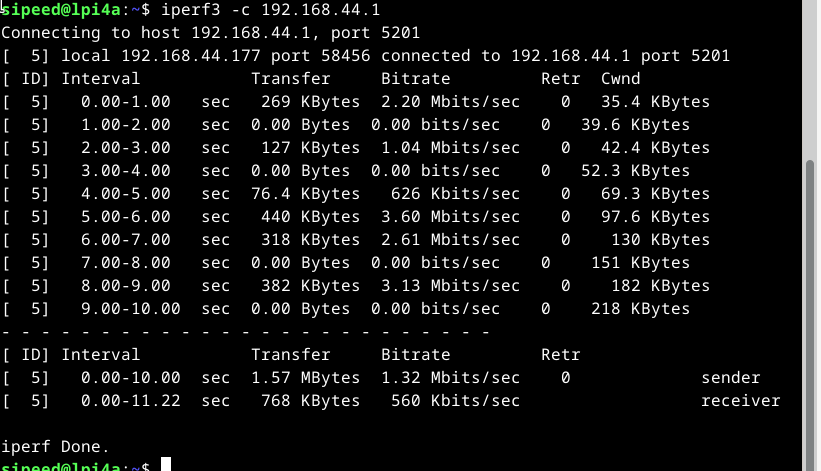 sipeed@lpi4a:~$ iperf3 -c 192.168.44.1
Connecting to host 192.168.44.1, port 5201
[  5] local 192.168.44.177 port 58456 connected to 192.168.44.1 port 5201
[ ID] Interval           Transfer     Bitrate         Retr  Cwnd
[  5]   0.00-1.00   sec   269 KBytes  2.20 Mbits/sec    0   35.4 KBytes
[  5]   1.00-2.00   sec  0.00 Bytes  0.00 bits/sec    0   39.6 KBytes
[  5]   2.00-3.00   sec   127 KBytes  1.04 Mbits/sec    0   42.4 KBytes
[  5]   3.00-4.00   sec  0.00 Bytes  0.00 bits/sec    0   52.3 KBytes
[  5]   4.00-5.00   sec  76.4 KBytes   626 Kbits/sec    0   69.3 KBytes
[  5]   5.00-6.00   sec   440 KBytes  3.60 Mbits/sec    0   97.6 KBytes
[  5]   6.00-7.00   sec   318 KBytes  2.61 Mbits/sec    0    130 KBytes
[  5]   7.00-8.00   sec  0.00 Bytes  0.00 bits/sec    0    151 KBytes
[  5]   8.00-9.00   sec   382 KBytes  3.13 Mbits/sec    0    182 KBytes
[  5]   9.00-10.00  sec  0.00 Bytes  0.00 bits/sec    0    218 KBytes
- - - - - - - - - - - - - - - - - - - - - - - - -
[ ID] Interval           Transfer     Bitrate         Retr
[  5]   0.00-10.00  sec  1.57 MBytes  1.32 Mbits/sec    0             sender
[  5]   0.00-11.22  sec   768 KBytes   560 Kbits/sec                  receiver

iperf Done.
sipeed@lpi4a:~$